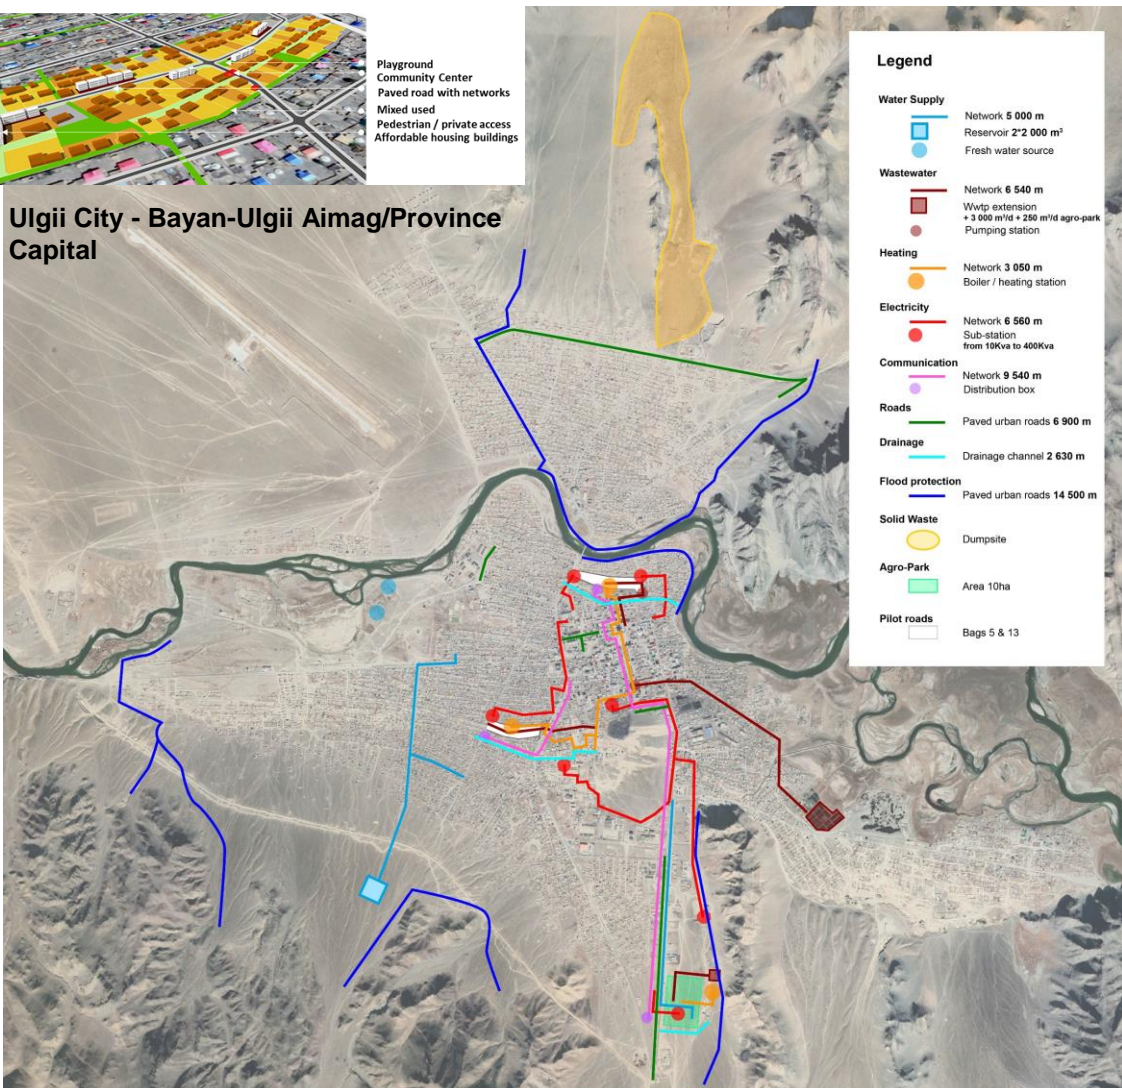 Playground
Community Center
Paved road with networks
Mixed used
Pedestrian / private access
Affordable housing buildings
Ulgii City - Bayan-Ulgii Aimag/Province
Capital
Legend
Water Supply
Network 5 000 m
Reservoir 2*2 000 m³
Fresh water source
Wastewater
Network 6 540 m
Wwtp extension
+ 3 000 m³/d + 250 m³/d agro-park
Pumping station
Heating
Network 3 050 m
Boiler / heating station
Electricity
Network 6 560 m
Sub-station
from 10Kva to 400Kva
Communication
Network 9 540 m
Distribution box
Roads
Paved urban roads 6 900 m
Drainage
Drainage channel 2 630 m
Flood protection
Paved urban roads 14 500 m
Solid Waste
Dumpsite
Agro-Park
Area 10ha
Pilot roads
Bags 5 & 13